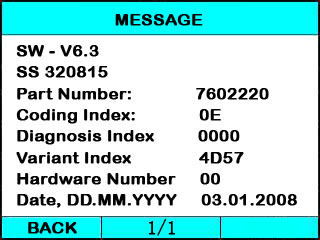 MESSAGE
SW - V6.3
SS 320815
Part Number: 7602220
Coding Index: 0E
Diagnosis Index 0000
Variant Index 4D57
Hardware Number 00
Date, DD.MM.YYYY 03.01.2008
BACK 1/1